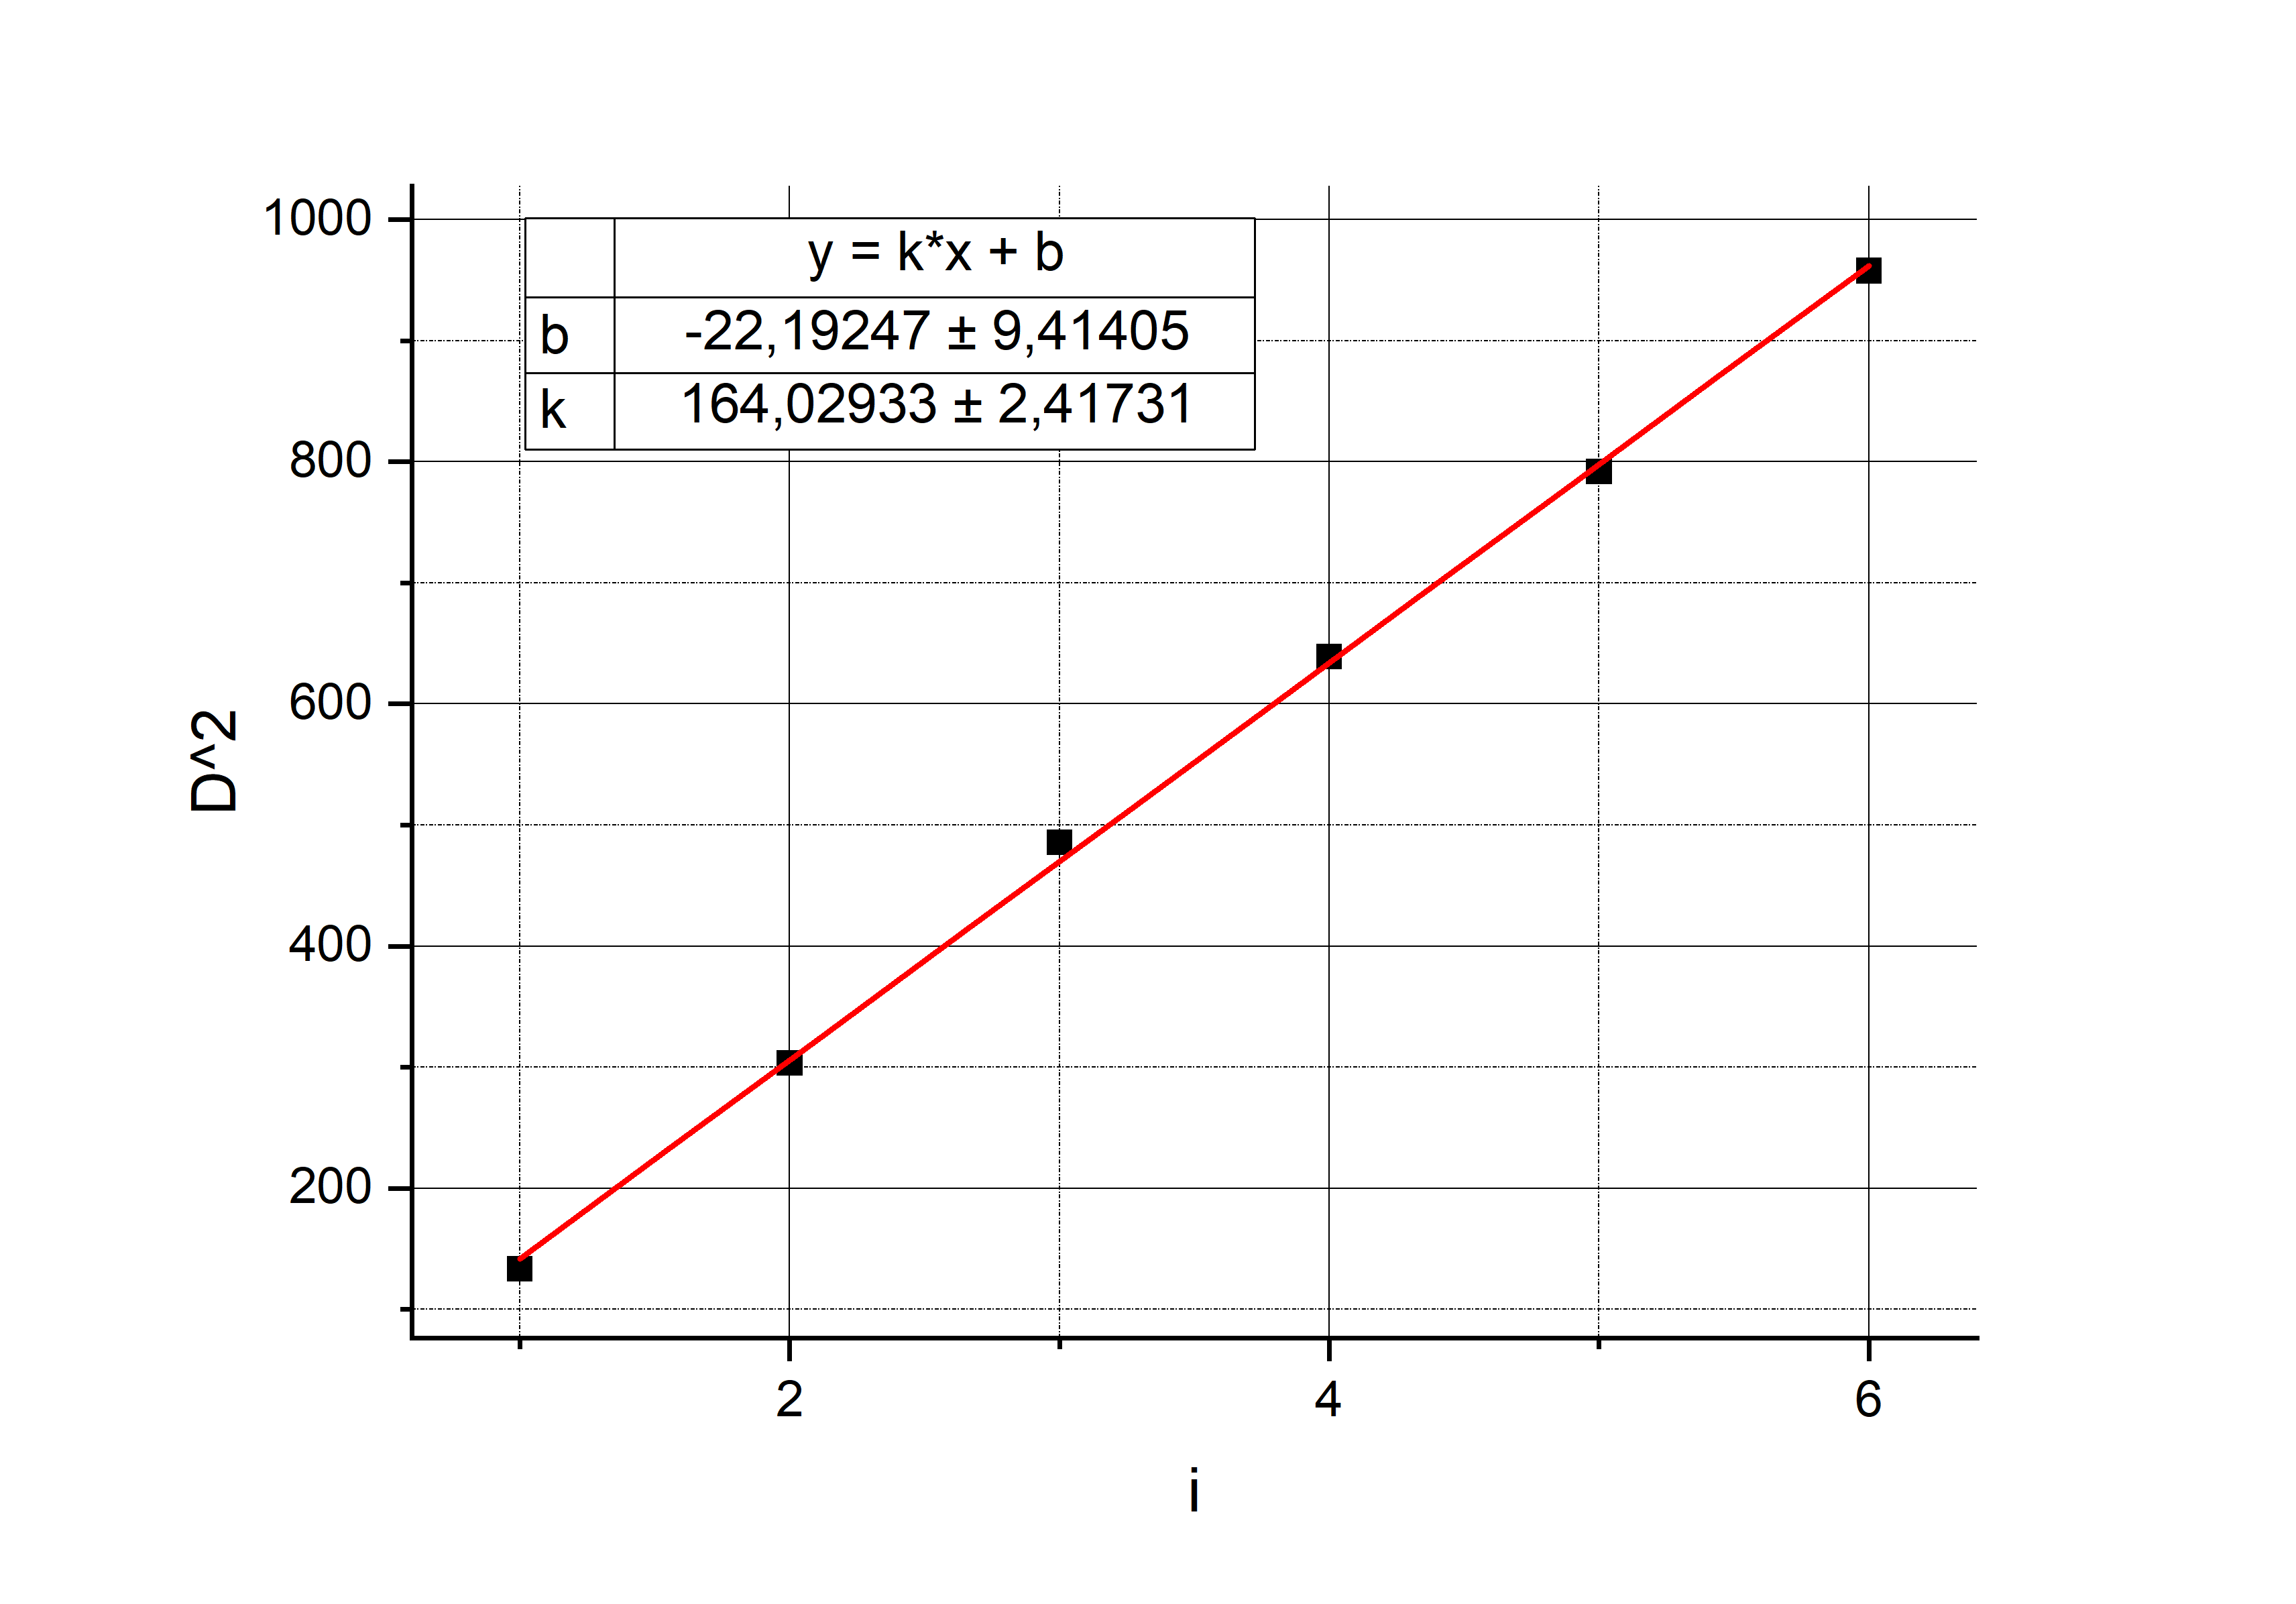 1000
800
600
400
200
D^2
y = k*x + b
b -22,19247 ± 9,41405
k 164,02933 ± 2,41731
2 4 6
i